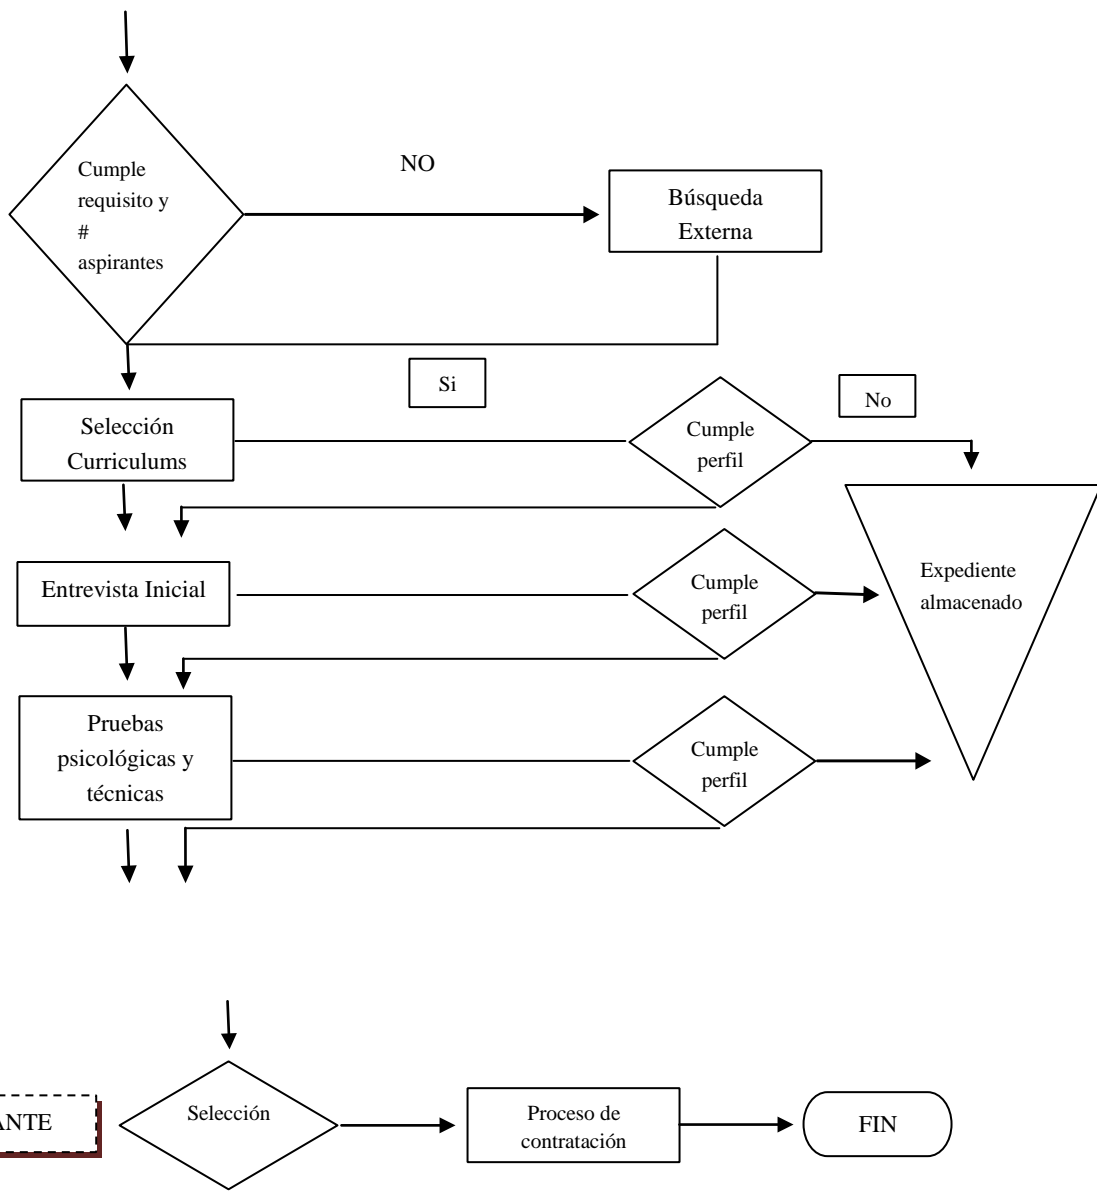 Cumple
requisito y
#
aspirantes
NO
Búsqueda
Externa
Si
No
Selección
Curriculums
Cumple
perfil
Entrevista Inicial
Cumple
perfil
Expediente
almacenado
Pruebas
psicológicas y
técnicas
Cumple
perfil
ANTE
Selección
Proceso de
contratación
FIN